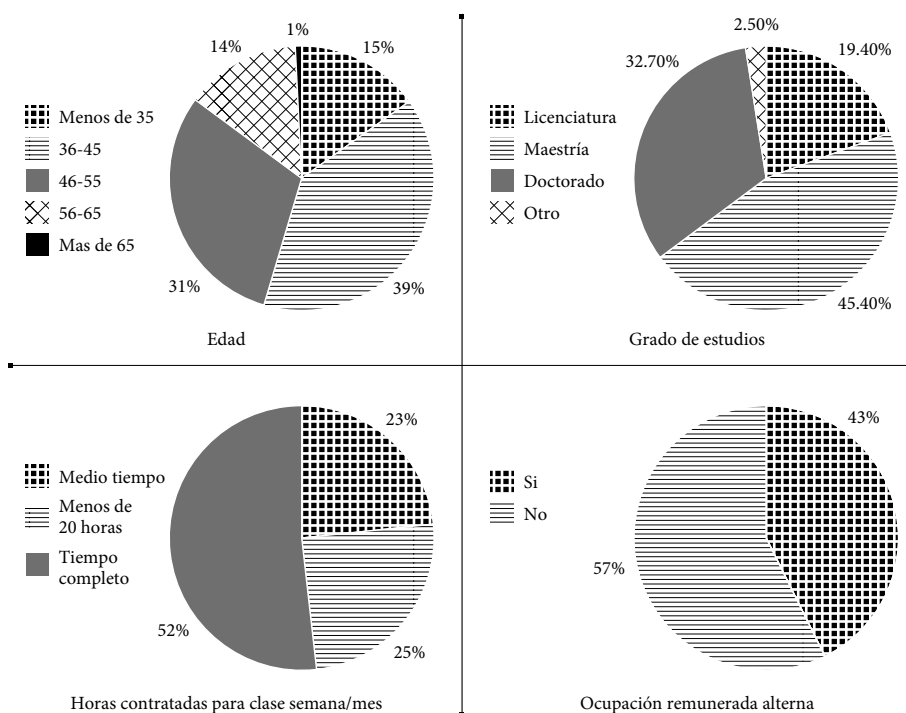 14%
1%
15%
Menos de 35
36-45
46-55
56-65
Mas de 65
31%
39%
Edad
2.50%
32.70%
19.40%
Licenciatura
Maestría
Doctorado
Otro
45.40%
Grado de estudios
23%
Medio tiempo
Menos de
20 horas
Tiempo
completo
52%
25%
Horas contratadas para clase semana/mes
43%
Si
No
57%
Ocupación remunerada alterna